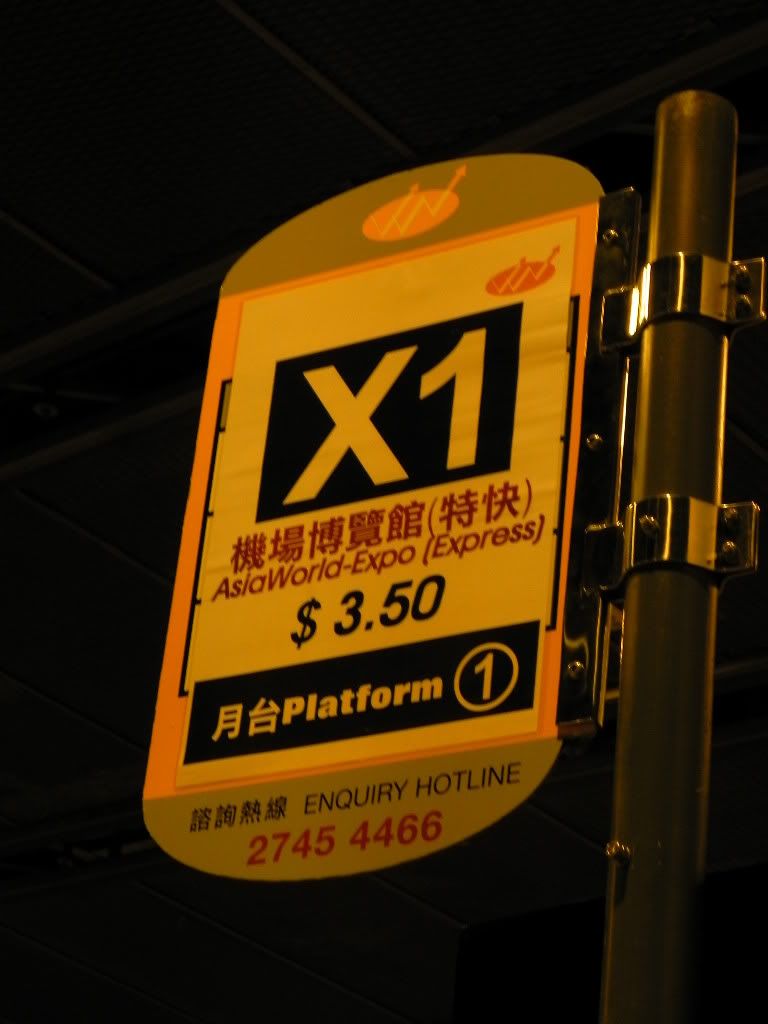 X1
機場博覽館(特快)
AsiaWorld-Expo (Express)
$ 3.50
月台Platform ①
諮詢熱線 ENQUIRY HOTLINE
2745 4466